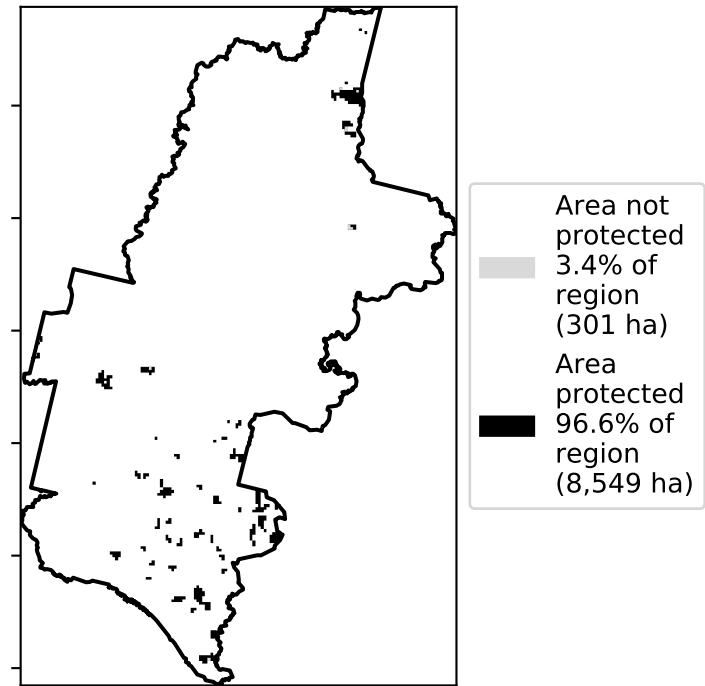 Area not
protected
3.4% of
region
(301 ha)
Area
protected
96.6% of
region
(8,549 ha)